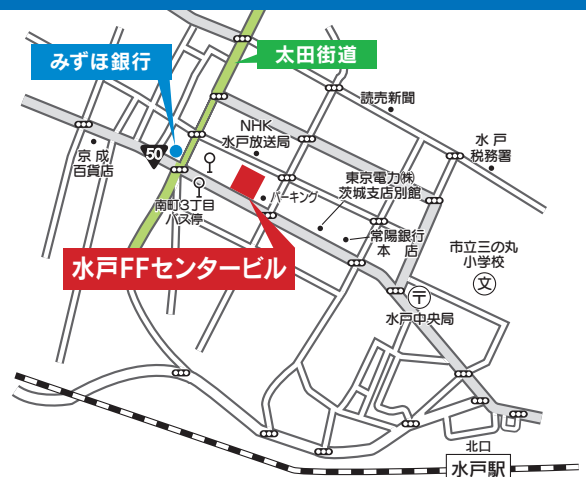 みずほ銀行
太田街道
読売新聞
NHK
水戸放送局
水戸
税務署
京成
百貨店
50
東京電力㈱
茨城支店別館
パーキング
南町3丁目
バス停
常陽銀行
本店
水戸FFセンタービル
市立三の丸
小学校
文
〒
水戸中央局
北口
水戸駅